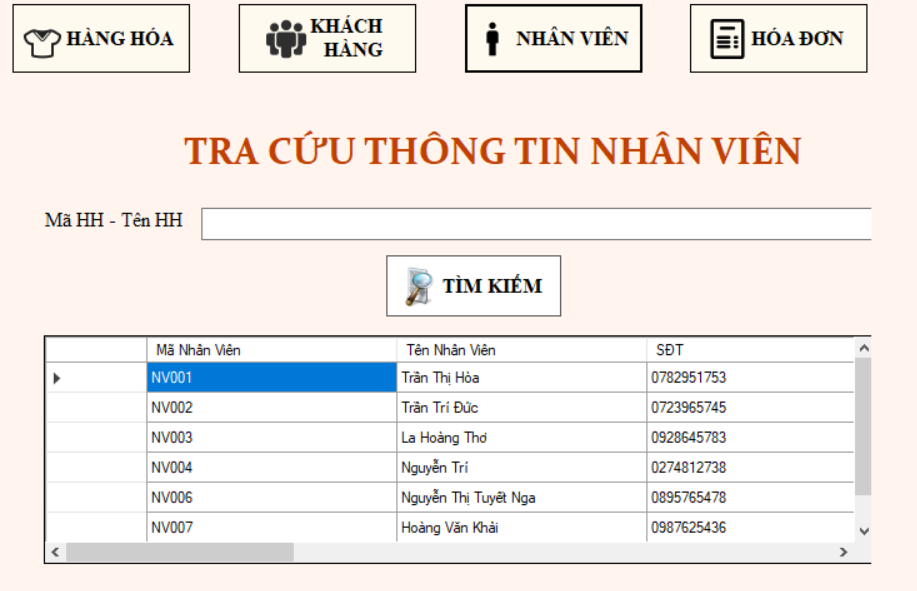 HÀNG HÓA
KHÁCH
HÀNG
NHÂN VIÊN
HÓA ĐƠN
TRA CỨU THÔNG TIN NHÂN VIÊN
Mã HH - Tên HH
TÌM KIẾM
Mã Nhân Viên Tên Nhân Viên SĐT
NV001 Trần Thị Hòa 0782951753
NV002 Trần Trí Đức 0723965745
NV003 La Hoàng Thơ 0928645783
NV004 Nguyễn Trí 0274812738
NV006 Nguyễn Thị Tuyết Nga 0895765478
NV007 Hoàng Văn Khải 0987625436